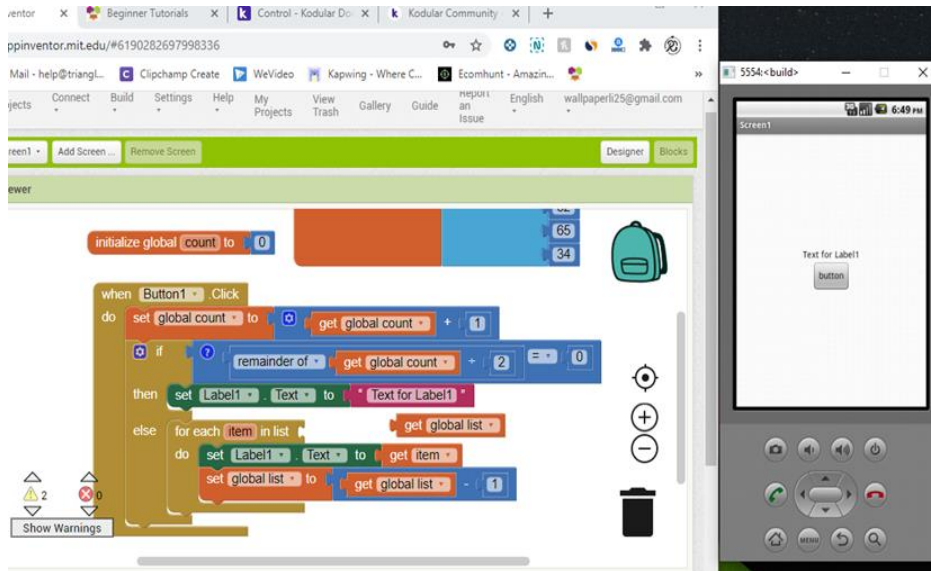 ventor
Beginner Tutorials
Control - Kodular Do
Kodular Community
ppinventor.mit.edu/#6190282697998336
Mail - help@triangl...
Clipchamp Create
WeVideo
Kapwing - Where C...
Ecomhunt - Amazin...
»
jects
Connect
Build
Settings
Help
My
Projects
View
Trash
Gallery
Guide
Report
an
Issue
English
wallpaperli25@gmail.com
reen1
Add Screen ...
Remove Screen
Designer
Blocks
ewer
65
34
initialize global count to 0
when Button1 .Click
do set global count to get global count + 1
if remainder of get global count ÷ 2 = 0
then set Label1 . Text to " Text for Label1 "
else for each item in list
get global list
do set Label1 . Text to get item
set global list to get global list - 1
2
0
Show Warnings
5554:<build>
3G
6:49 PM
Screen1
Text for Label1
button
MENU